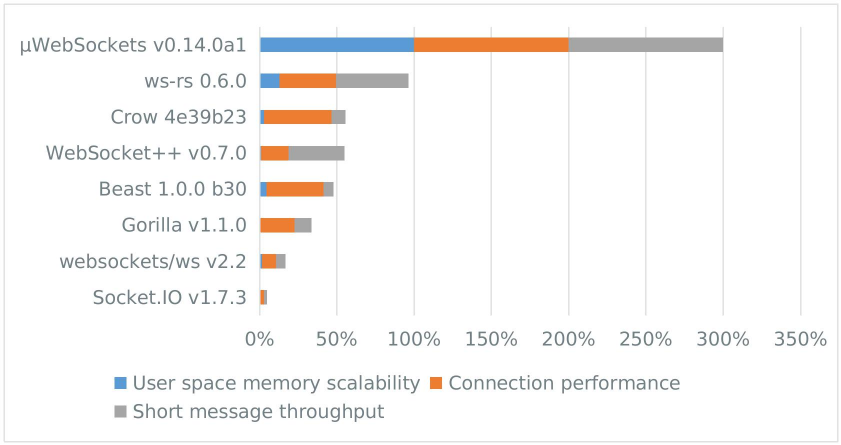 µWebSockets v0.14.0a1
ws-rs 0.6.0
Crow 4e39b23
WebSocket++ v0.7.0
Beast 1.0.0 b30
Gorilla v1.1.0
websockets/ws v2.2
Socket.IO v1.7.3
0% 50% 100% 150% 200% 250% 300% 350%
User space memory scalability Connection performance
Short message throughput